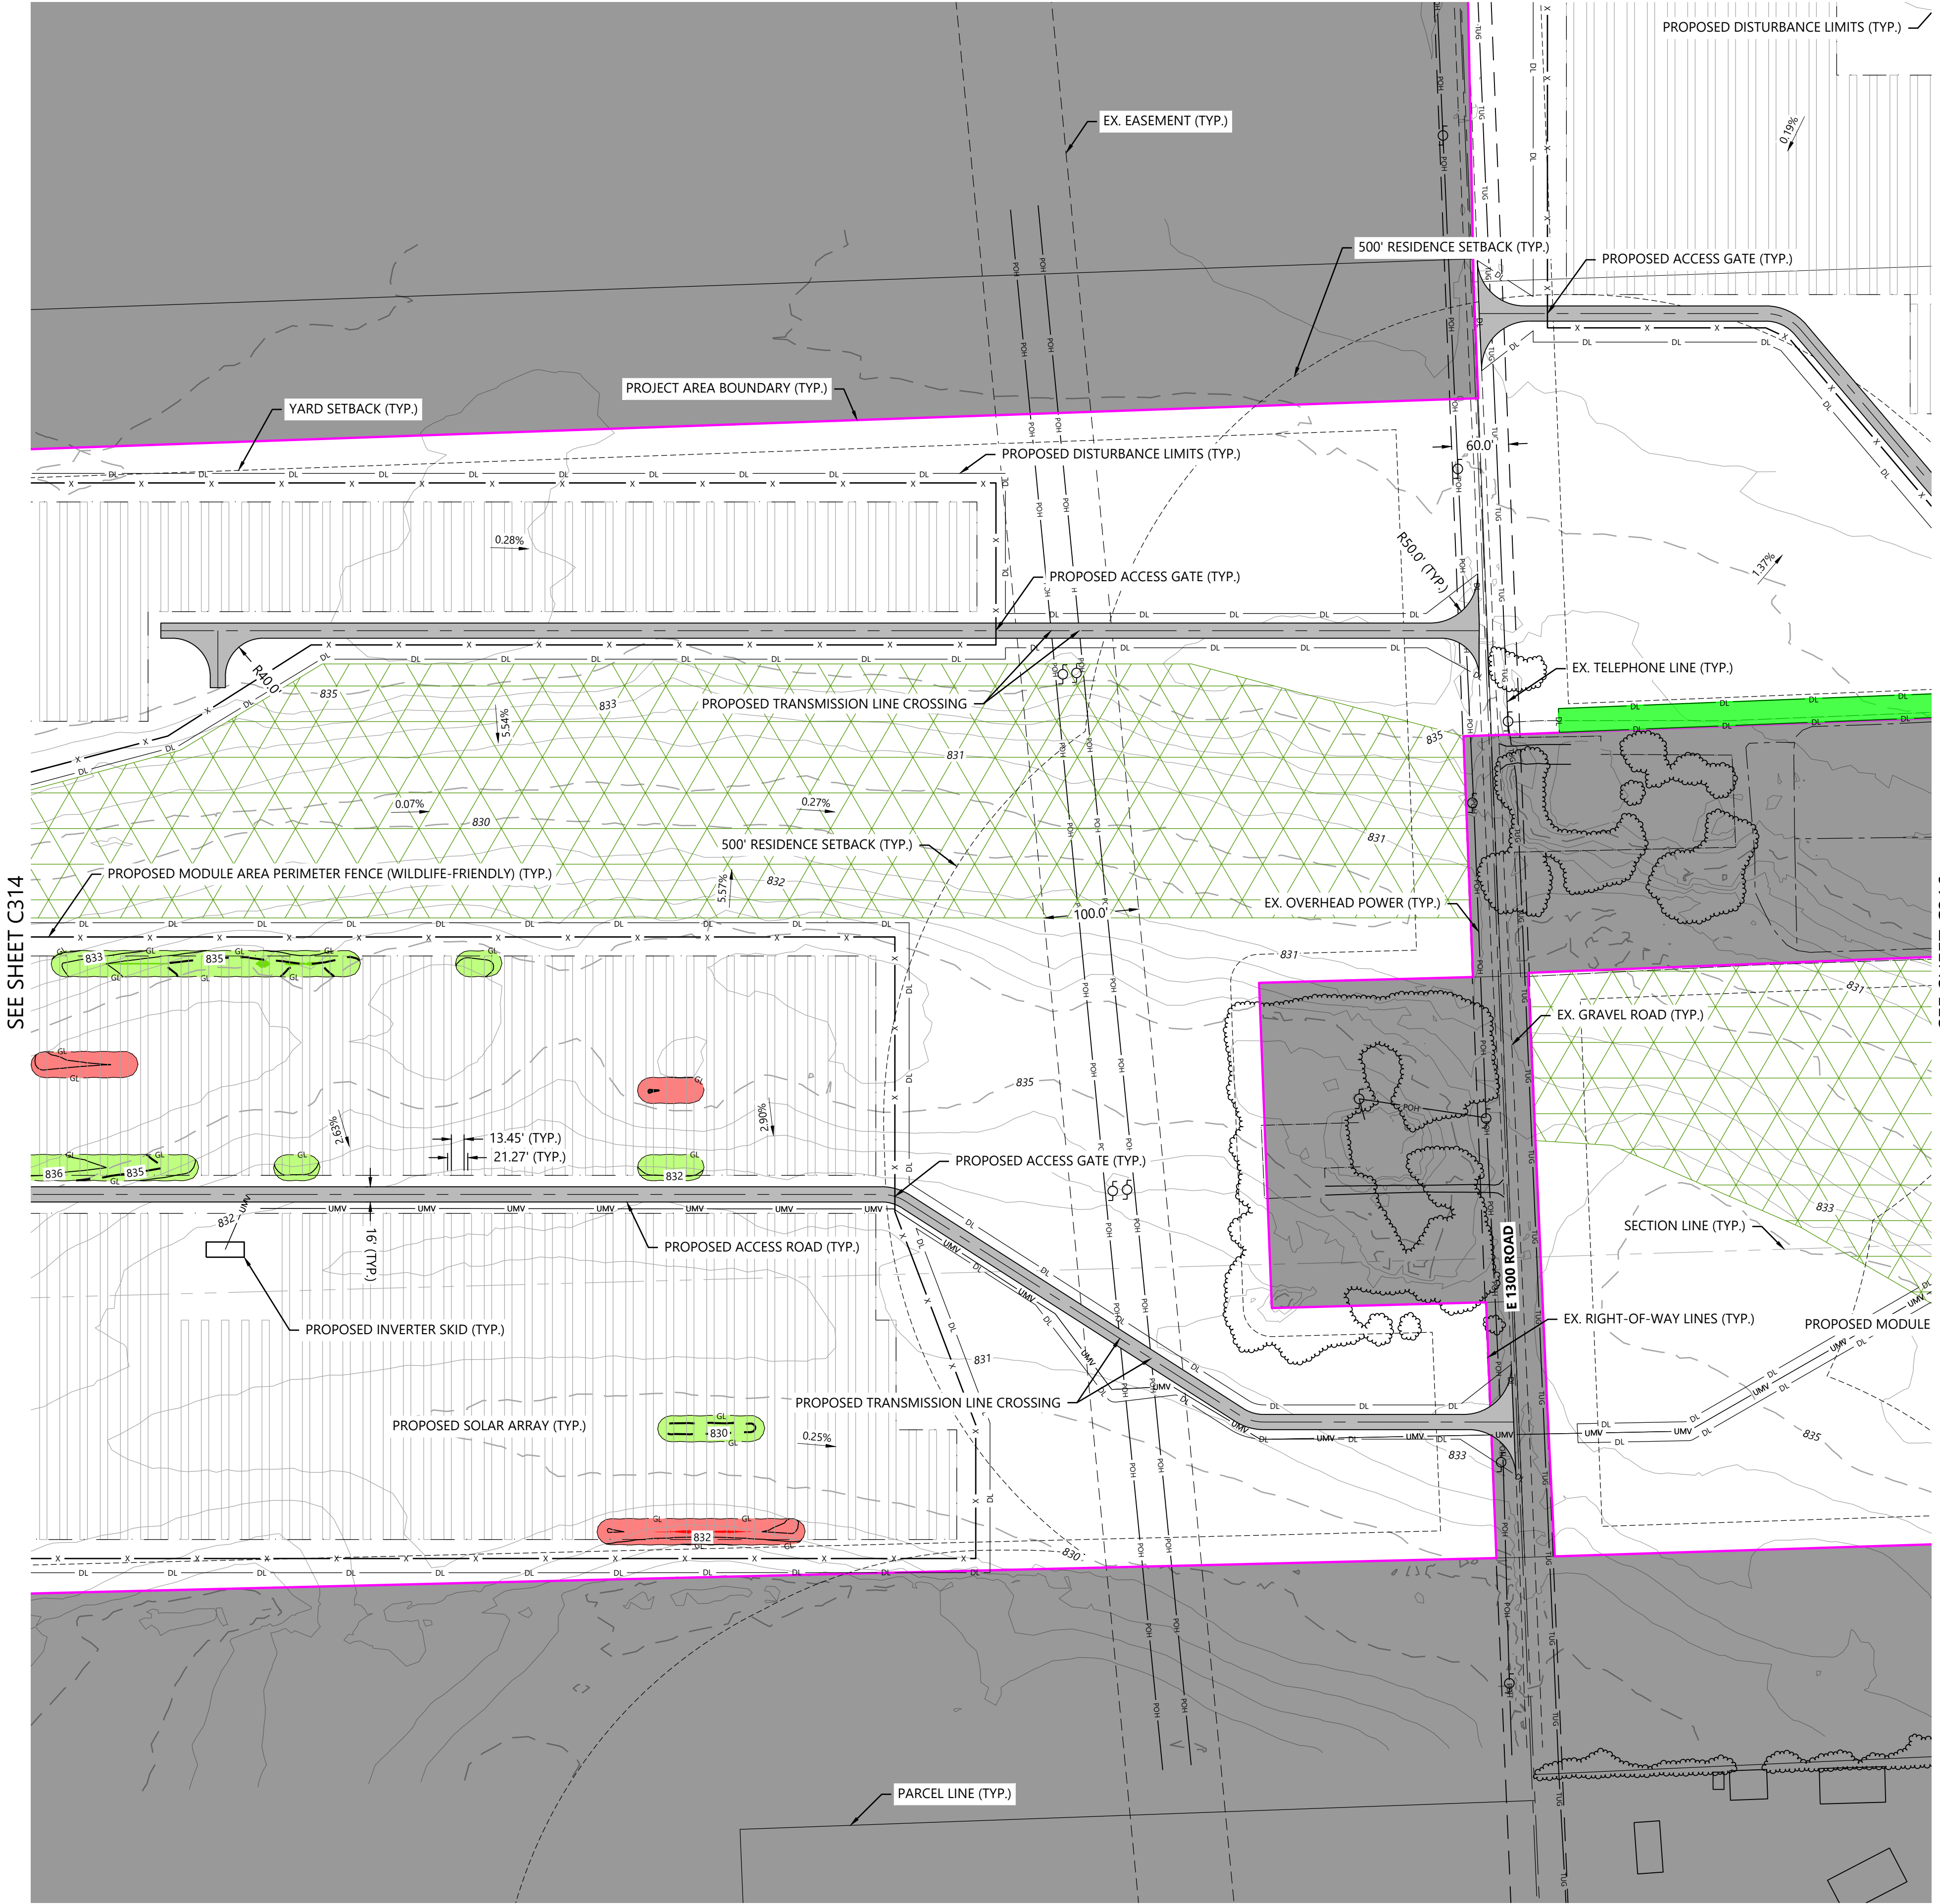 PROPOSED DISTURBANCE LIMITS (TYP.)
EX. EASEMENT (TYP.)
0.19%
500' RESIDENCE SETBACK (TYP.)
PROPOSED ACCESS GATE (TYP.)
PROJECT AREA BOUNDARY (TYP.)
YARD SETBACK (TYP.)
60.0'
PROPOSED DISTURBANCE LIMITS (TYP.)
0.28%
R50.0' (TYP.)
1.37%
PROPOSED ACCESS GATE (TYP.)
R40.0'
EX. TELEPHONE LINE (TYP.)
835
833
PROPOSED TRANSMISSION LINE CROSSING
5.54%
835
831
0.07%
0.27%
830
831
500' RESIDENCE SETBACK (TYP.)
PROPOSED MODULE AREA PERIMETER FENCE (WILDLIFE-FRIENDLY) (TYP.)
5.57%
832
SEE SHEET C314
100.0'
EX. OVERHEAD POWER (TYP.)
833
835
831
831
EX. GRAVEL ROAD (TYP.)
835
2.63%
2.90%
13.45' (TYP.)
21.27' (TYP.)
PROPOSED ACCESS GATE (TYP.)
836
835
832
832
833
SECTION LINE (TYP.)
16' (TYP.)
PROPOSED ACCESS ROAD (TYP.)
E 1300 ROAD
PROPOSED INVERTER SKID (TYP.)
EX. RIGHT-OF-WAY LINES (TYP.)
PROPOSED MODULE
831
PROPOSED TRANSMISSION LINE CROSSING
PROPOSED SOLAR ARRAY (TYP.)
830
0.25%
833
835
832
830
PARCEL LINE (TYP.)
DL
X
GL
UMV
POH
TUG